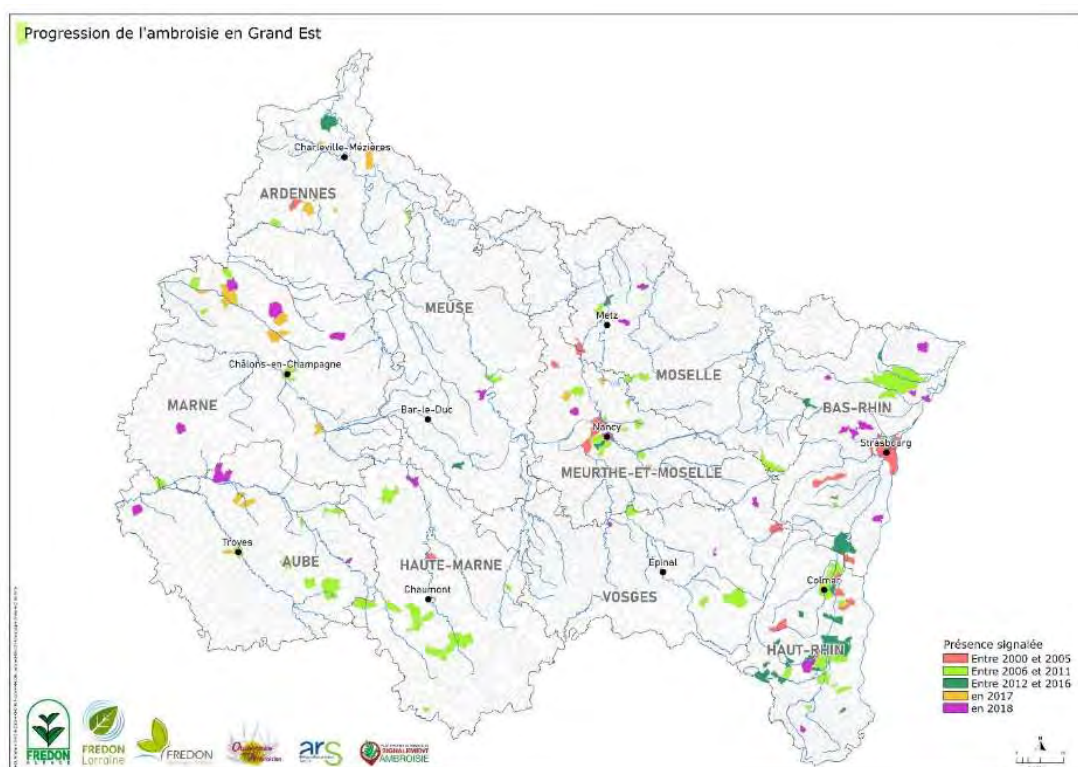 Progression de l'ambroisie en Grand Est
Charleville-Mézières
ARDENNES
MEUSE
Metz
Châlons-en-Champagne
MOSELLE
MARNE
Bar-le-Duc
BAS-RHIN
Nancy
Strasbourg
MEURTHE-ET-MOSELLE
Troyes
AUBE
HAUTE-MARNE
Epinal
Chaumont
VOSGES
Colmar
HAUT-RHIN
Présence signalée
Entre 2000 et 2005
Entre 2006 et 2011
Entre 2012 et 2016
en 2017
en 2018
FREDON
ALSACE
FREDON
Lorraine
FREDON
ars
SIGNALEMENT
AMBROISIE